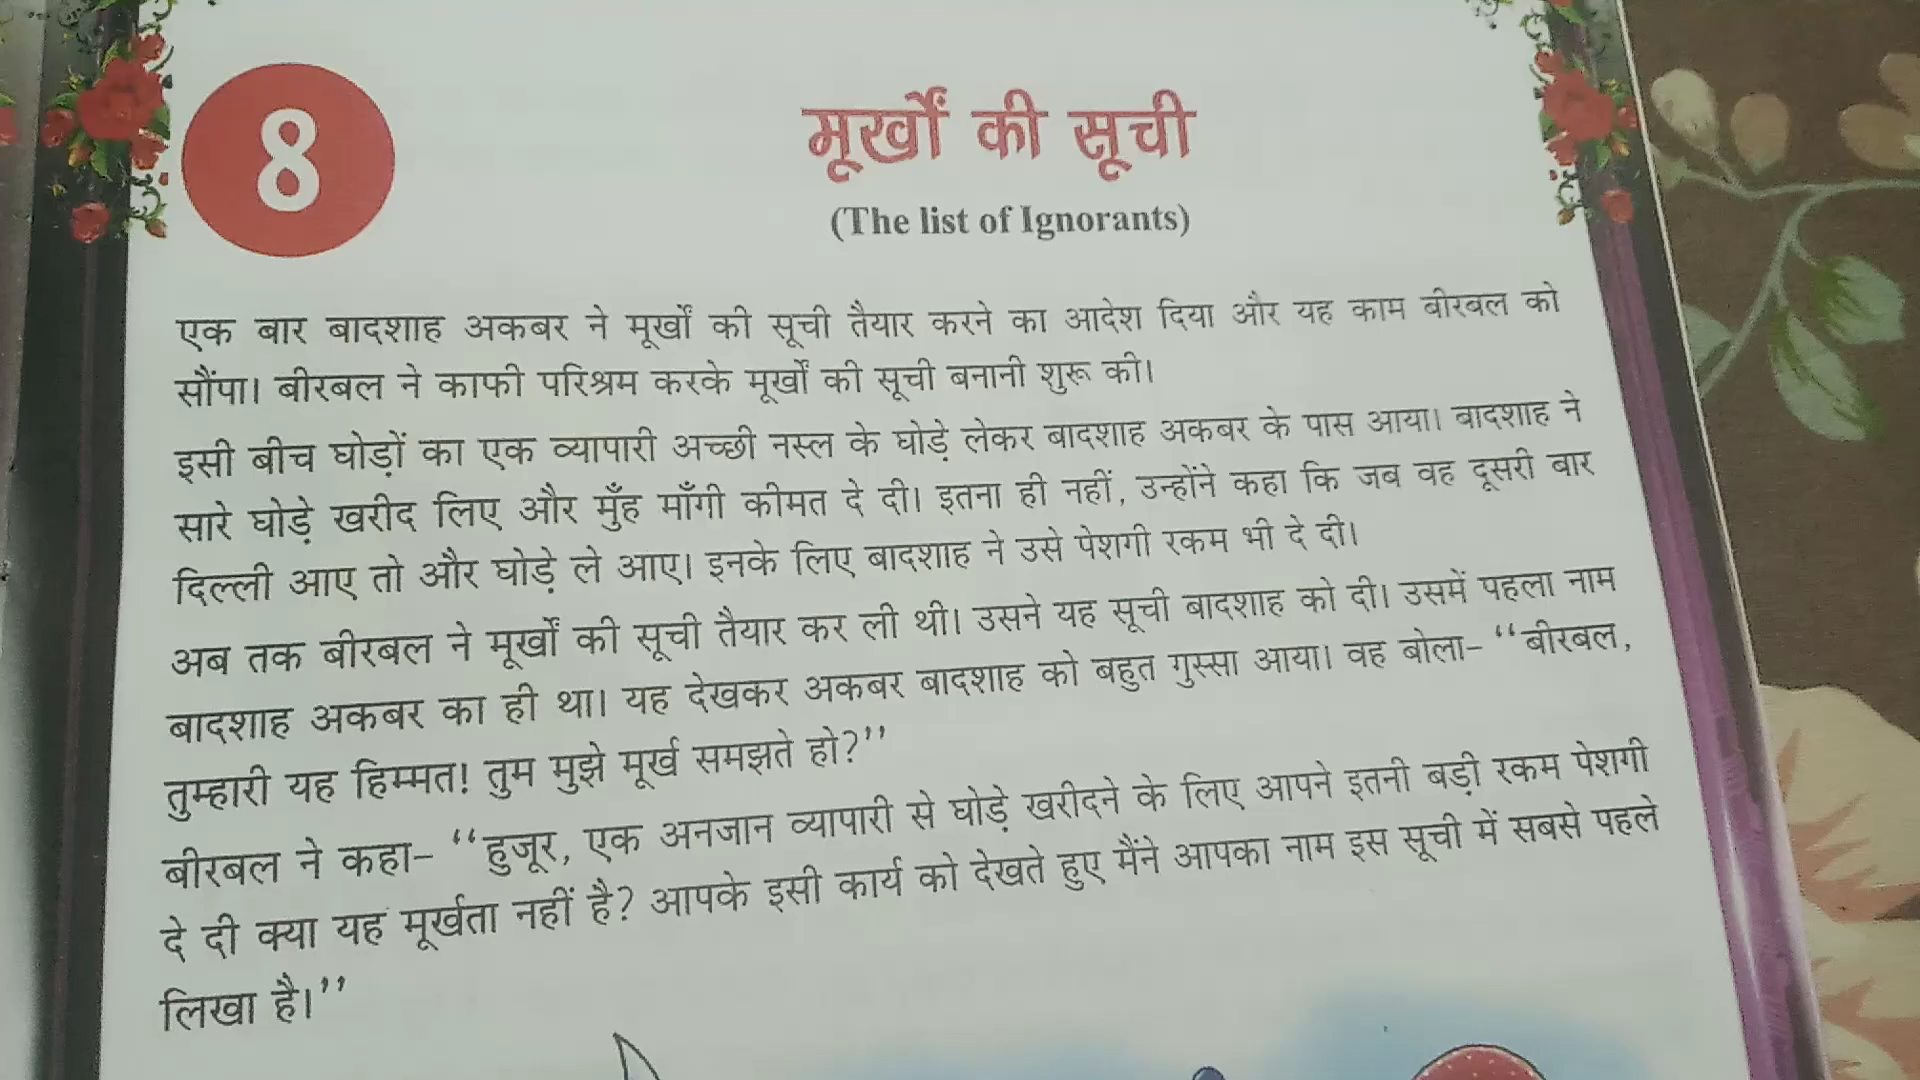 8
मूर्खों की सूची
(The list of Ignorants)
एक बार बादशाह अकबर ने मूर्खों की सूची तैयार करने का आदेश दिया और यह काम बीरबल को
सौंपा। बीरबल ने काफी परिश्रम करके मूर्खों की सूची बनानी शुरू की।
इसी बीच घोड़ों का एक व्यापारी अच्छी नस्ल के घोड़े लेकर बादशाह अकबर के पास आया। बादशाह ने
सारे घोड़े खरीद लिए और मुँह माँगी कीमत दे दी। इतना ही नहीं, उन्होंने कहा कि जब वह दूसरी बार
दिल्ली आए तो और घोड़े ले आए। इनके लिए बादशाह ने उसे पेशगी रकम भी दे दी।
अब तक बीरबल ने मूर्खों की सूची तैयार कर ली थी। उसने यह सूची बादशाह को दी। उसमें पहला नाम
बादशाह अकबर का ही था। यह देखकर अकबर बादशाह को बहुत गुस्सा आया। वह बोला– ‘‘बीरबल,
तुम्हारी यह हिम्मत! तुम मुझे मूर्ख समझते हो?’’
बीरबल ने कहा– ‘‘हुजूर, एक अनजान व्यापारी से घोड़े खरीदने के लिए आपने इतनी बड़ी रकम पेशगी
दे दी क्या यह मूर्खता नहीं है? आपके इसी कार्य को देखते हुए मैंने आपका नाम इस सूची में सबसे पहले
लिखा है।’’